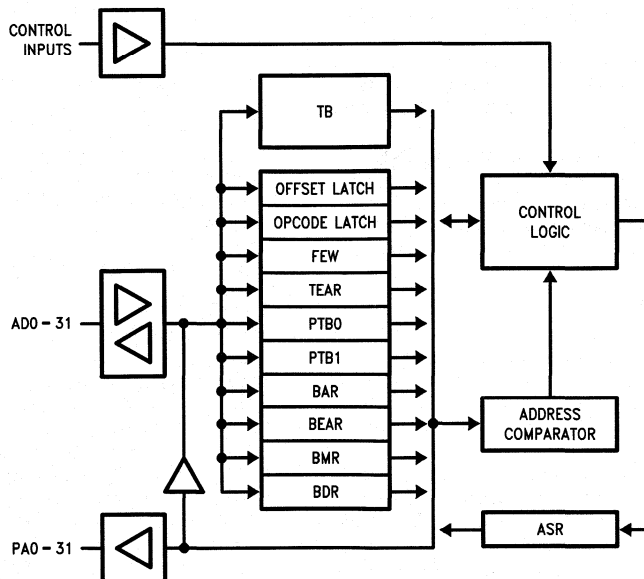 CONTROL
INPUTS
TB
OFFSET LATCH
OPCODE LATCH
FEW
TEAR
PTB0
PTB1
BAR
BEAR
BMR
BDR
CONTROL
LOGIC
AD0-31
ADDRESS
COMPARATOR
ASR
PA0-31